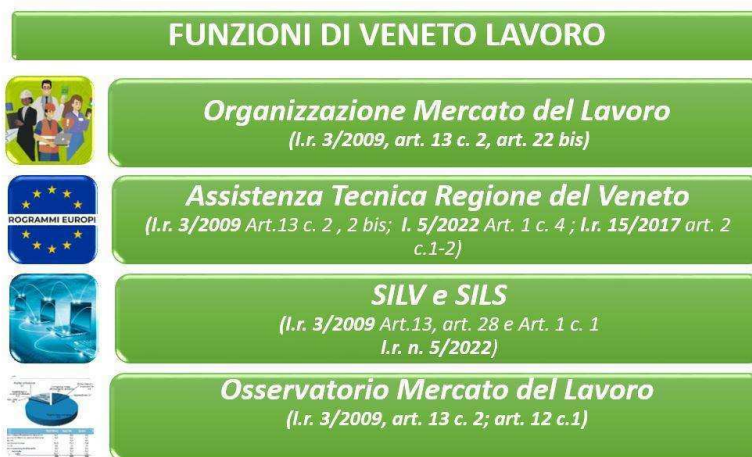 FUNZIONI DI VENETO LAVORO
Organizzazione Mercato del Lavoro
(l.r. 3/2009, art. 13 c. 2, art. 22 bis)
ROGRAMMI EUROPI
Assistenza Tecnica Regione del Veneto
(l.r. 3/2009 Art.13 c. 2 , 2 bis; l. 5/2022 Art. 1 c. 4 ; l.r. 15/2017 art. 2
c.1-2)
SILV e SILS
(l.r. 3/2009 Art.13, art. 28 e Art. 1 c. 1
l.r. n. 5/2022)
Osservatorio Mercato del Lavoro
(l.r. 3/2009, art. 13 c. 2; art. 12 c.1)